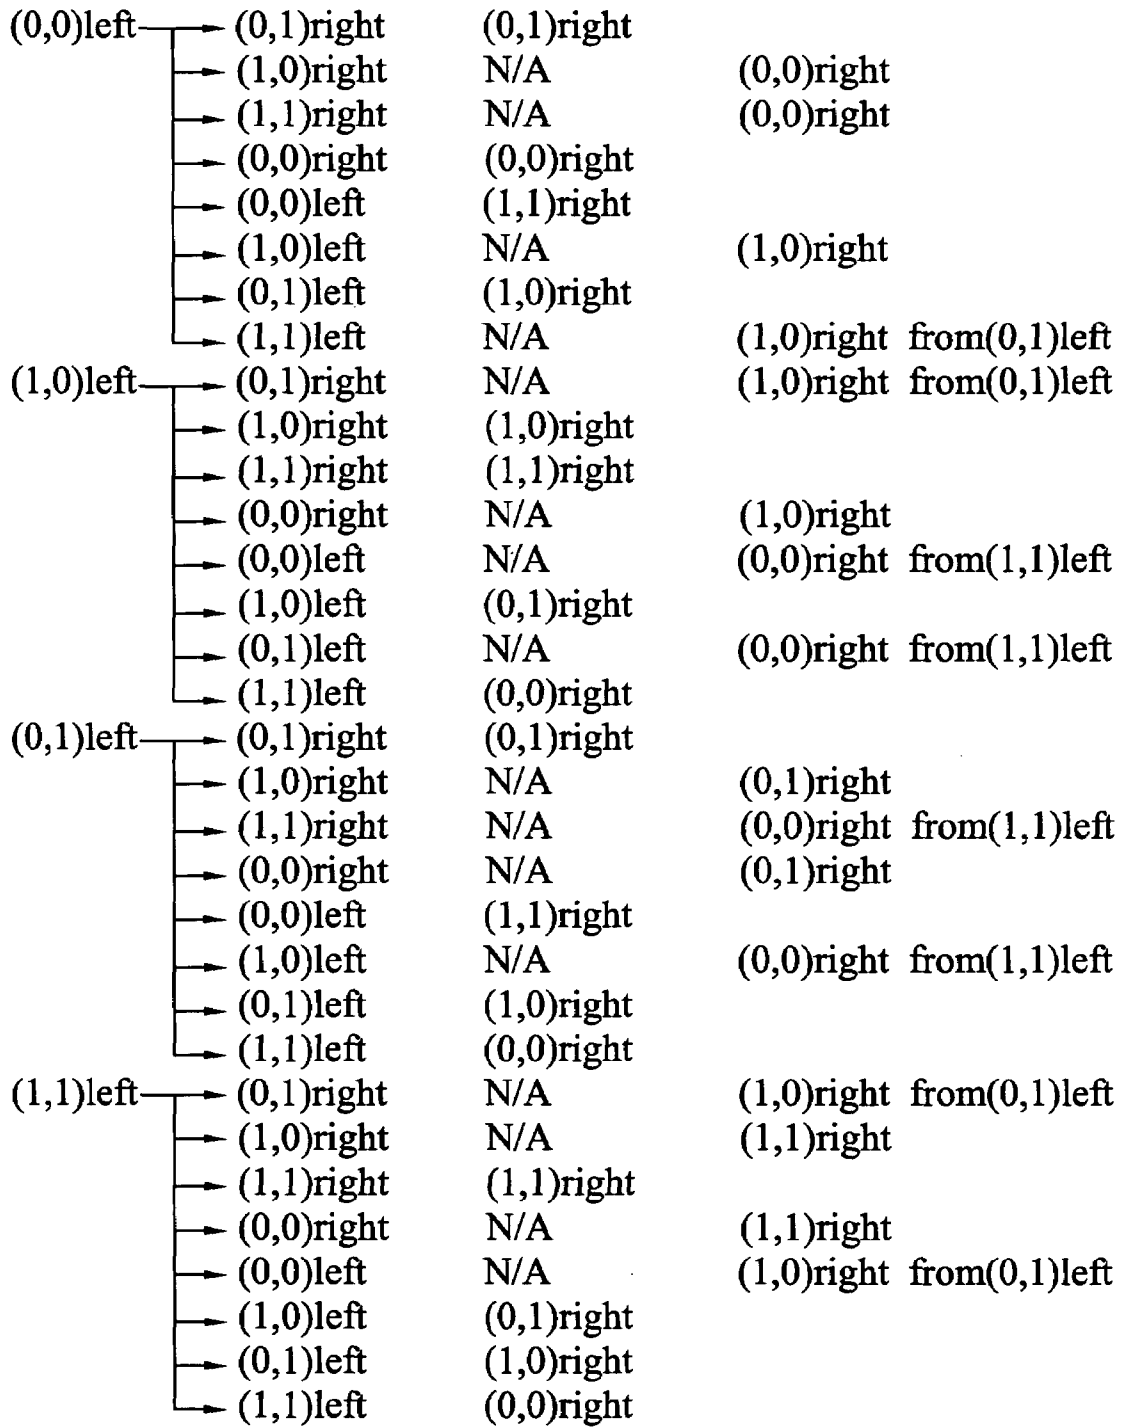 (0,0)left (0,1)right (0,1)right
(1,0)right N/A (0,0)right
(1,1)right N/A (0,0)right
(0,0)right (0,0)right
(0,0)left (1,1)right
(1,0)left N/A (1,0)right
(0,1)left (1,0)right
(1,1)left N/A (1,0)right from(0,1)left
(1,0)left (0,1)right N/A (1,0)right from(0,1)left
(1,0)right (1,0)right
(1,1)right (1,1)right
(0,0)right N/A (1,0)right
(0,0)left N/A (0,0)right from(1,1)left
(1,0)left (0,1)right
(0,1)left N/A (0,0)right from(1,1)left
(1,1)left (0,0)right
(0,1)left (0,1)right (0,1)right
(1,0)right N/A (0,1)right
(1,1)right N/A (0,0)right from(1,1)left
(0,0)right N/A (0,1)right
(0,0)left (1,1)right
(1,0)left N/A (0,0)right from(1,1)left
(0,1)left (1,0)right
(1,1)left (0,0)right
(1,1)left (0,1)right N/A (1,0)right from(0,1)left
(1,0)right N/A (1,1)right
(1,1)right (1,1)right
(0,0)right N/A (1,1)right
(0,0)left N/A (1,0)right from(0,1)left
(1,0)left (0,1)right
(0,1)left (1,0)right
(1,1)left (0,0)right